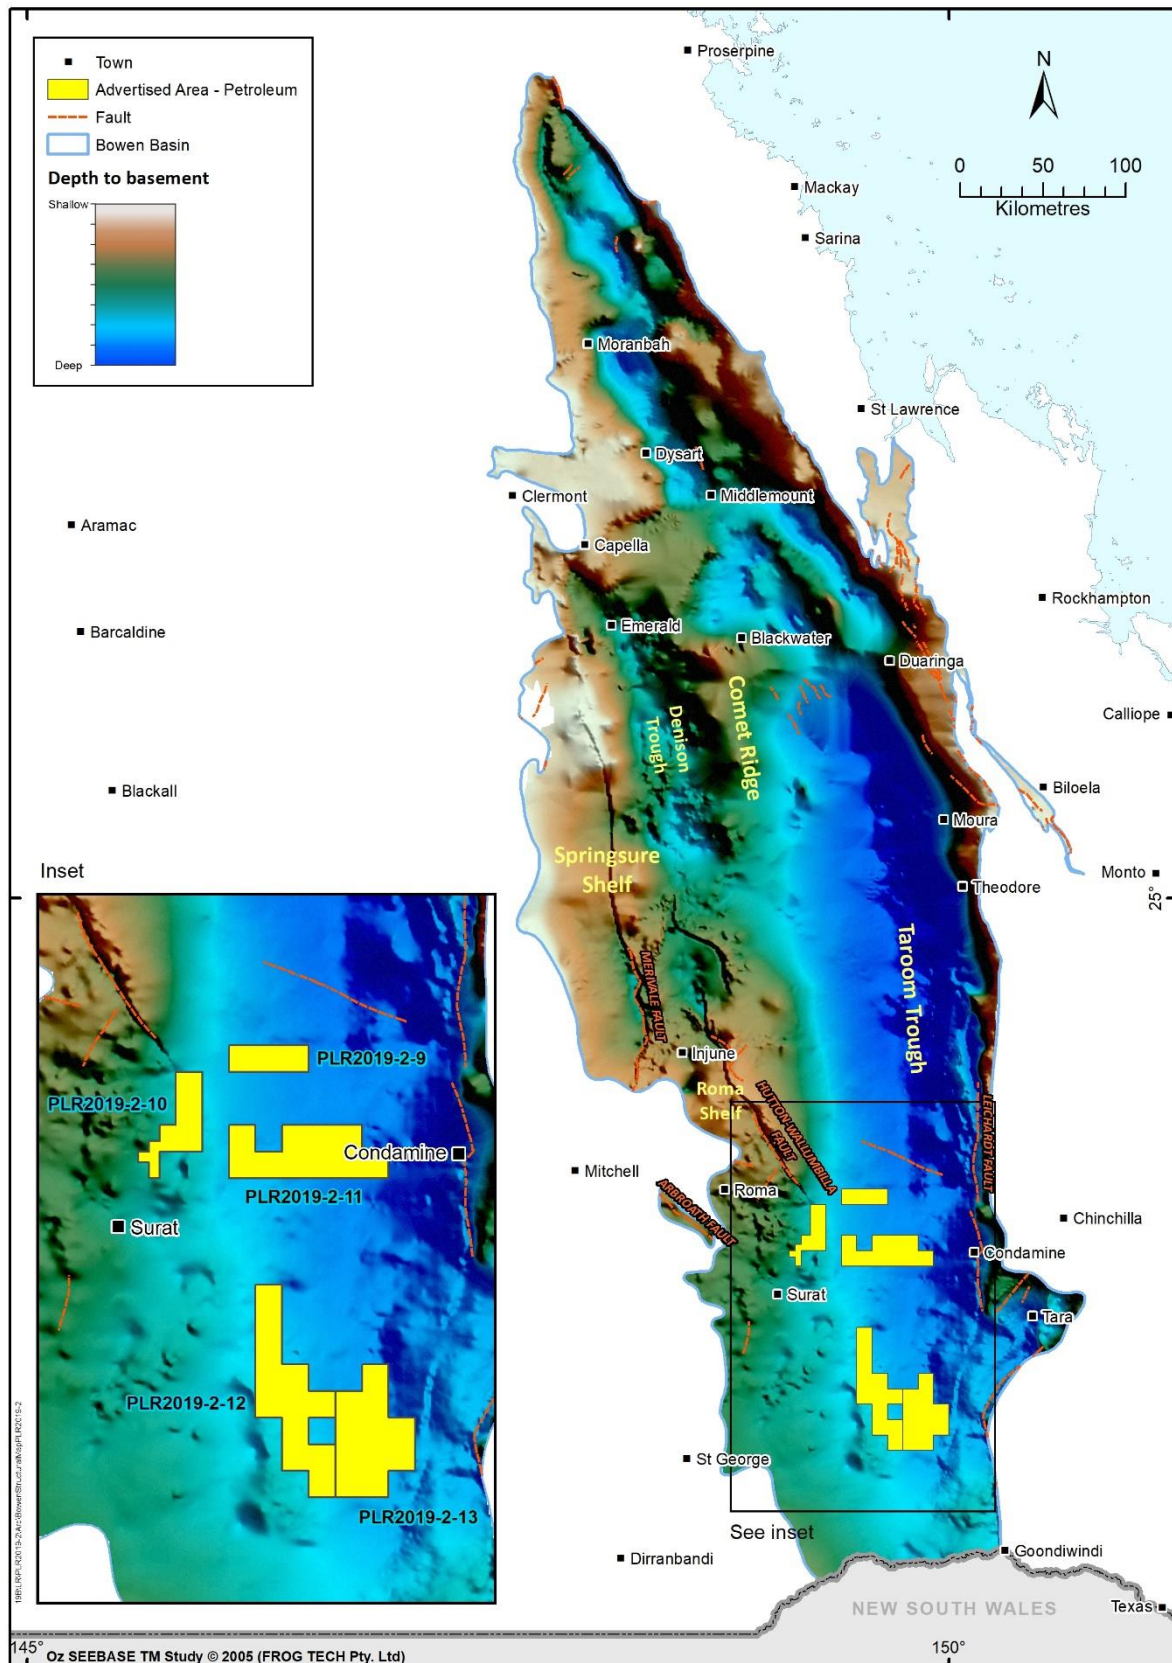 Town
Advertised Area - Petroleum
Fault
Bowen Basin
Depth to basement
Shallow
Deep
N
0 50 100
Kilometres
Proserpine
Mackay
Sarina
Moranbah
St Lawrence
Dysart
Clermont
Middlemount
Aramac
Capella
Rockhampton
Barcaldine
Emerald
Blackwater
Duaringa
Calliope
Denison
Trough
Comet Ridge
Blackall
Biloela
Moura
Springsure
Shelf
Monto
Theodore
25°
Taroom Trough
MERIVALE FAULT
Injune
Roma
Shelf
HUTTON-WALLUMBILLA
FAULT
LEICHARDT FAULT
Mitchell
Roma
ARBROATH FAULT
Chinchilla
Condamine
Surat
Tara
St George
See inset
Dirranbandi
Goondiwindi
NEW SOUTH WALES
Texas
145°
150°
Inset
PLR2019-2-9
PLR2019-2-10
Condamine
PLR2019-2-11
Surat
PLR2019-2-12
PLR2019-2-13
Oz SEEBASE TM Study © 2005 (FROG TECH Pty. Ltd)